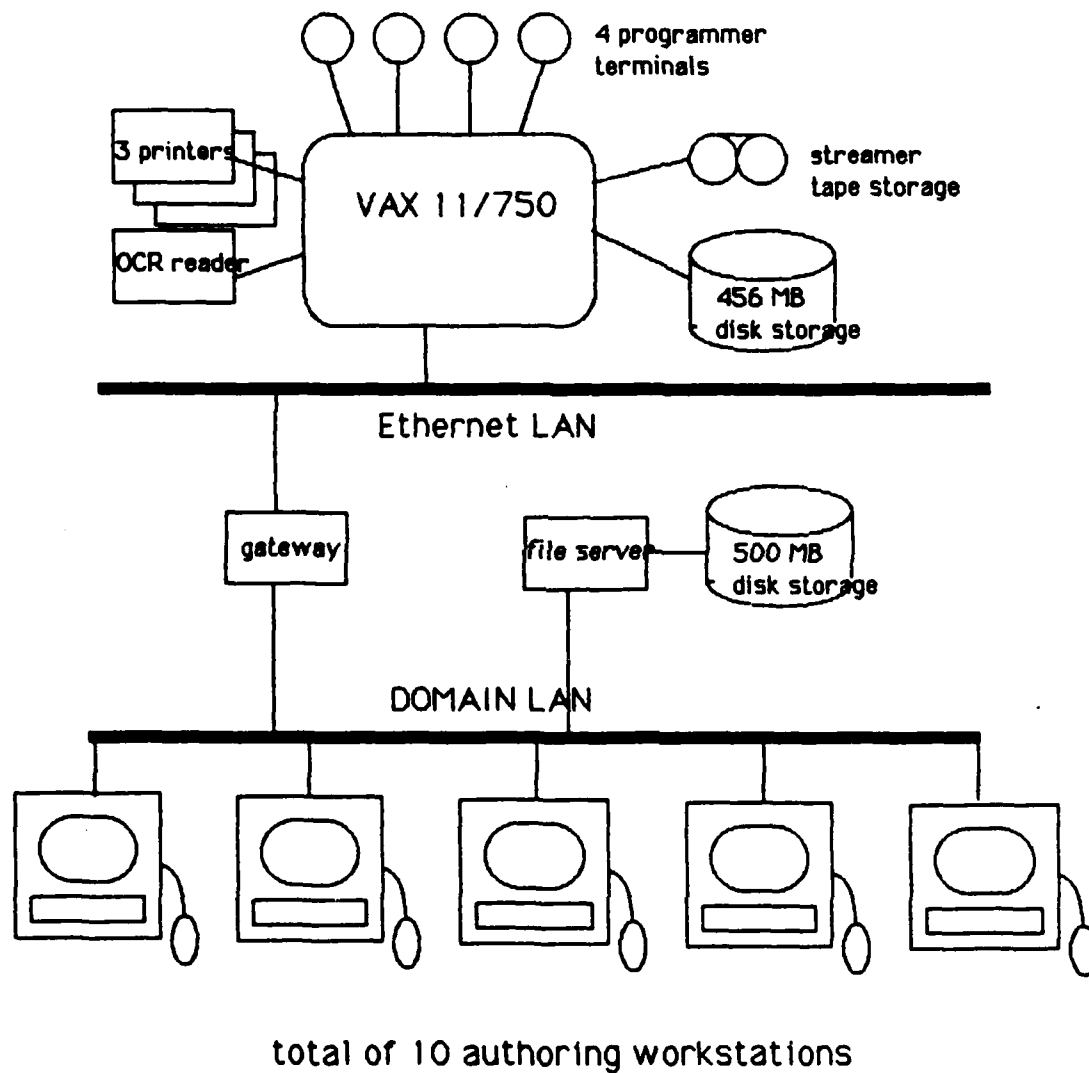 4 programmer
terminals
3 printers
streamer
tape storage
VAX 11/750
OCR reader
456 MB
disk storage
Ethernet LAN
gateway
file server
500 MB
disk storage
DOMAIN LAN
total of 10 authoring workstations